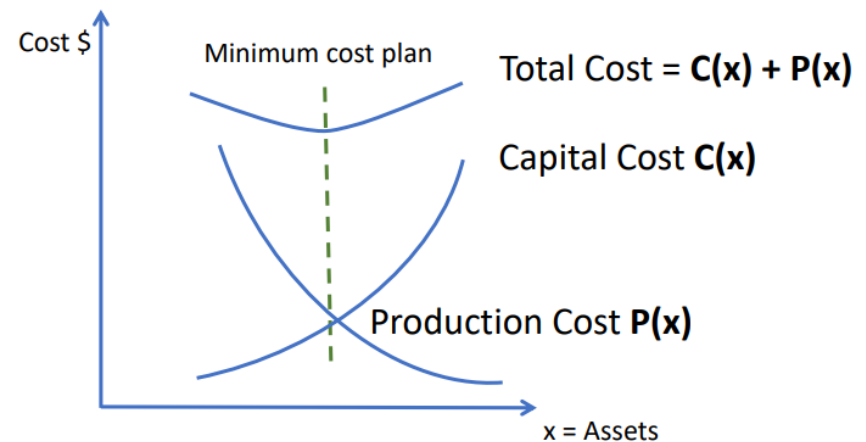 Cost $
Minimum cost plan
Total Cost = C(x) + P(x)
Capital Cost C(x)
Production Cost P(x)
x = Assets